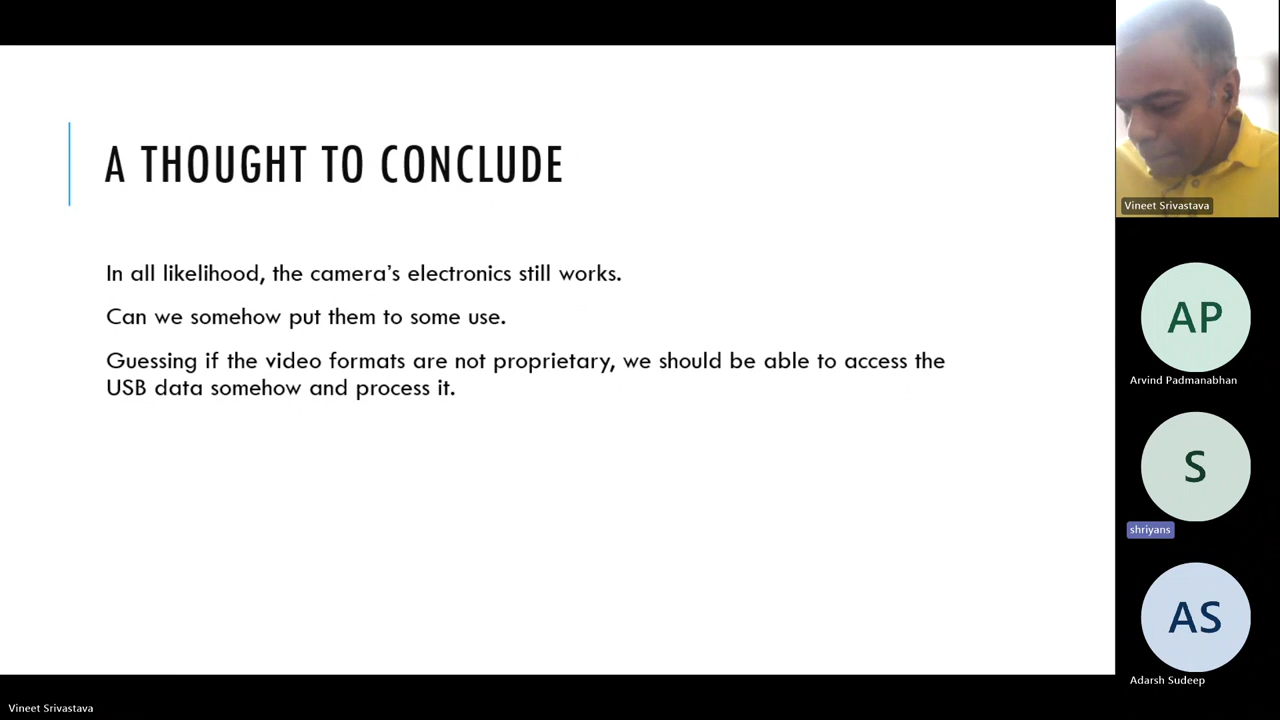 A THOUGHT TO CONCLUDE
In all likelihood, the camera’s electronics still works.
Can we somehow put them to some use.
Guessing if the video formats are not proprietary, we should be able to access the
USB data somehow and process it.
Vineet Srivastava
AP
Arvind Padmanabhan
S
shriyans
AS
Adarsh Sudeep
Vineet Srivastava